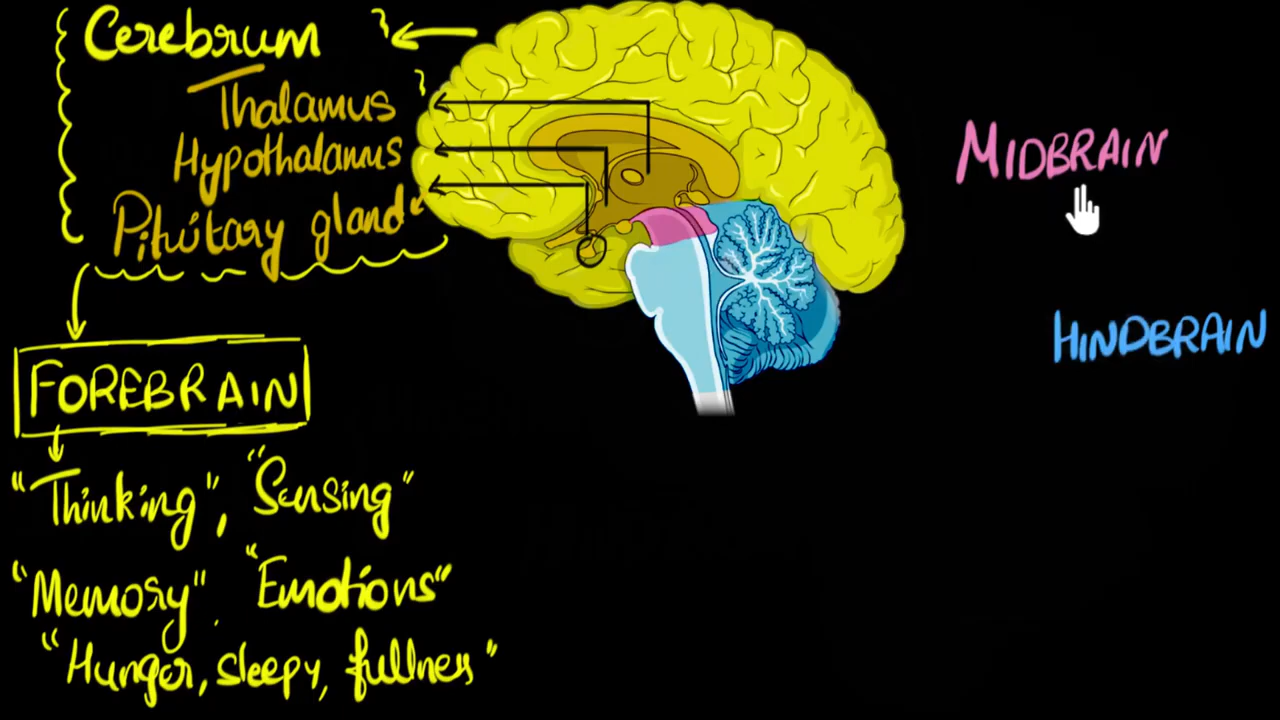 Cerebrum
Thalamus
Hypothalamus
Pituitary gland
MIDBRAIN
HINDBRAIN
FOREBRAIN
"Thinking", "Sensing"
"Memory". "Emotions"
"Hunger, sleepy, fullness"